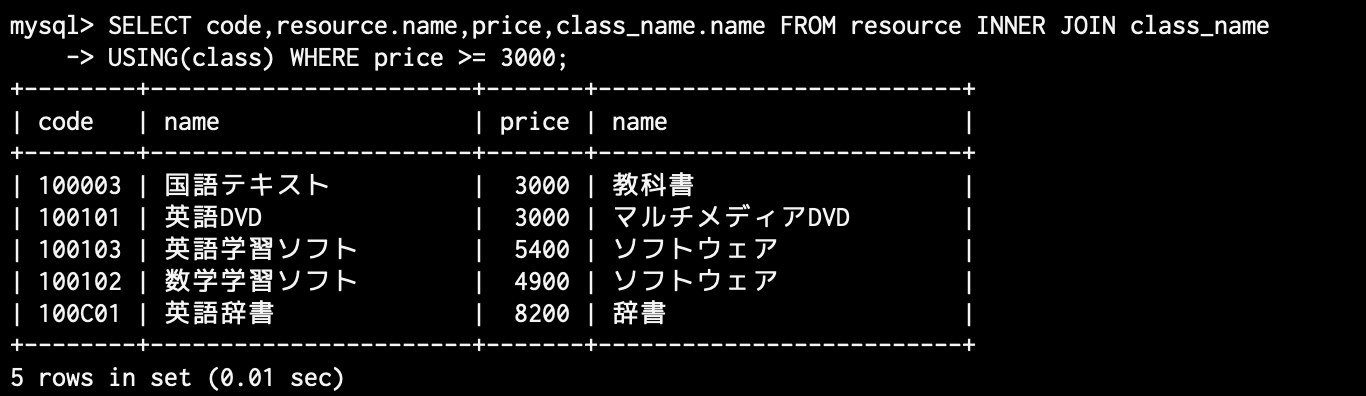 mysql> SELECT code,resource.name,price,class_name.name FROM resource INNER JOIN class_name
    -> USING(class) WHERE price >= 3000;
+--------+-----------------------+-------+--------------------------+
| code   | name                  | price | name                     |
+--------+-----------------------+-------+--------------------------+
| 100003 | 国語テキスト          |  3000 | 教科書                   |
| 100101 | 英語DVD               |  3000 | マルチメディアDVD        |
| 100103 | 英語学習ソフト        |  5400 | ソフトウェア             |
| 100102 | 数学学習ソフト        |  4900 | ソフトウェア             |
| 100C01 | 英語辞書              |  8200 | 辞書                     |
+--------+-----------------------+-------+--------------------------+
5 rows in set (0.01 sec)